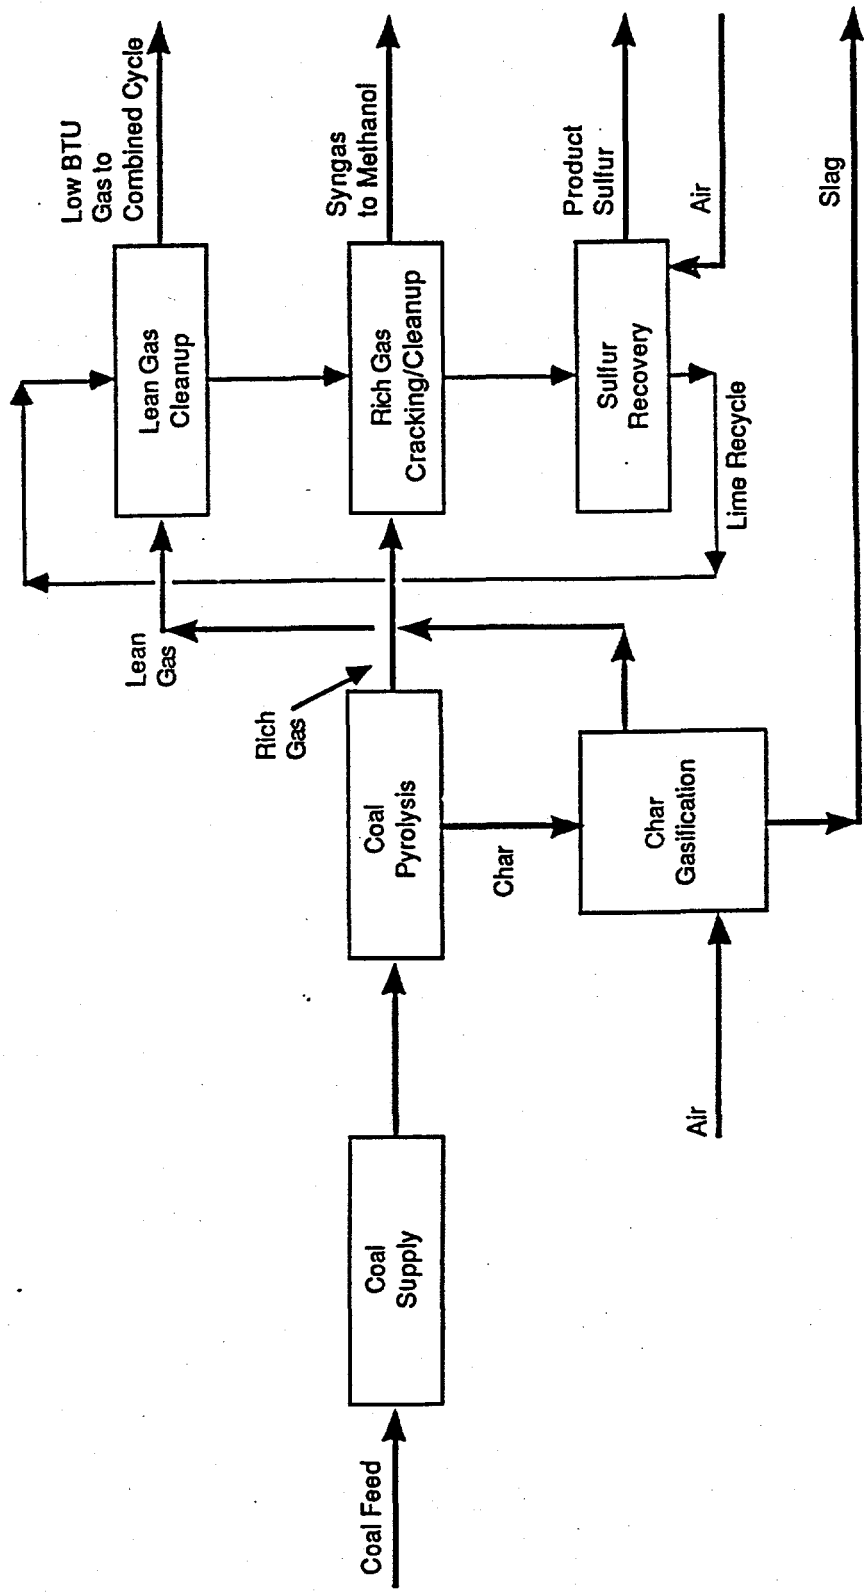 Coal Feed
Coal
Supply
Coal
Pyrolysis
Rich
Gas
Lean
Gas
Char
Air
Char
Gasification
Lean Gas
Cleanup
Rich Gas
Cracking/Cleanup
Sulfur
Recovery
Lime Recycle
Low BTU
Gas to
Combined Cycle
Syngas
to Methanol
Product
Sulfur
Air
Slag